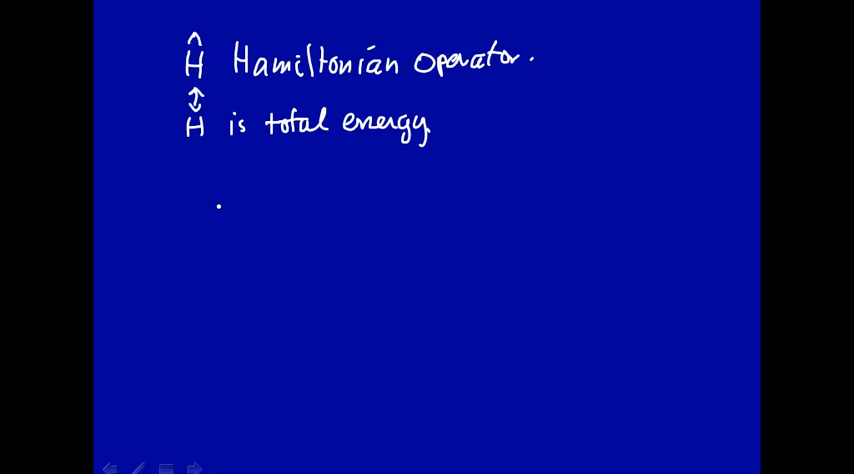 Ĥ Hamiltonian Operator.
↕
H is total energy.